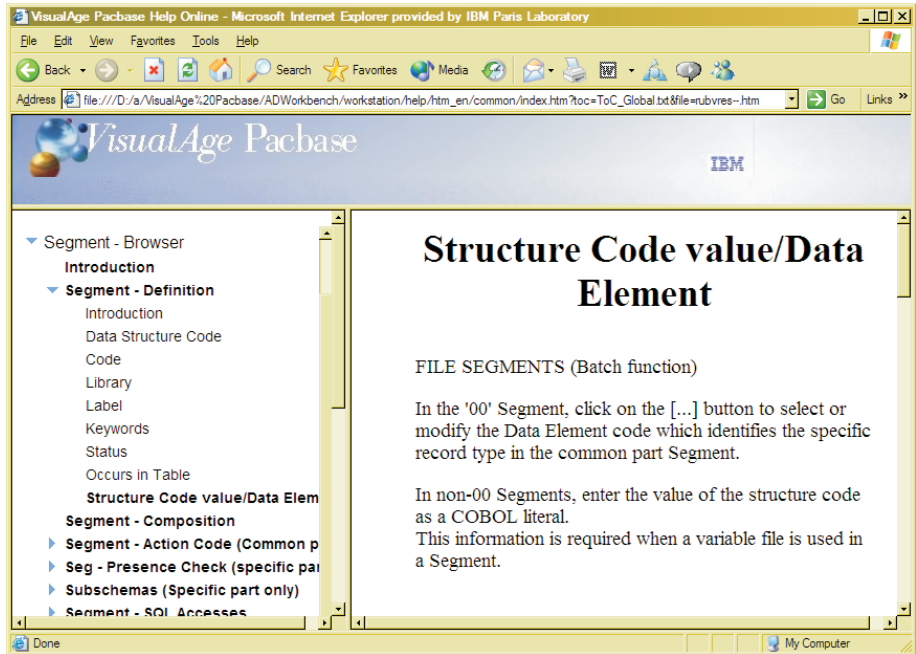 VisualAge Pacbase Help Online - Microsoft Internet Explorer provided by IBM Paris Laboratory
File Edit View Favorites Tools Help
Back Search Favorites Media
Address file:///D:/a/VisualAge%20Pacbase/ADWorkbench/workstation/help/htm_en/common/index.htm?toc=ToC_Global.txt&file=rubvres--.htm Go Links »
VisualAge Pacbase
IBM
Segment - Browser
Introduction
Segment - Definition
Introduction
Data Structure Code
Code
Library
Label
Keywords
Status
Occurs in Table
Structure Code value/Data Elem
Segment - Composition
Segment - Action Code (Common p
Seg - Presence Check (specific par
Subschemas (Specific part only)
Segment - SQL Accesses
Structure Code value/Data
Element
FILE SEGMENTS (Batch function)
In the '00' Segment, click on the [...] button to select or
modify the Data Element code which identifies the specific
record type in the common part Segment.
In non-00 Segments, enter the value of the structure code
as a COBOL literal.
This information is required when a variable file is used in
a Segment.
Done My Computer